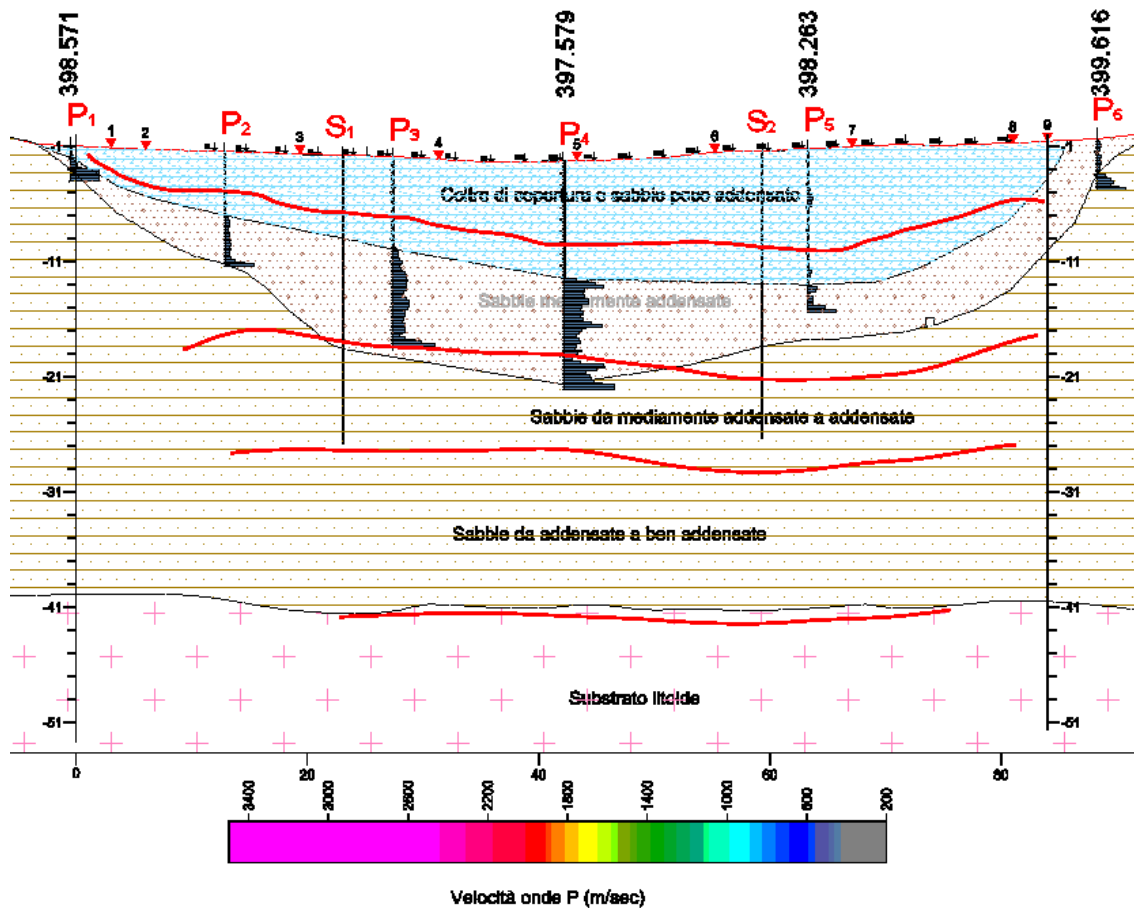 398.571
397.579
398.263
399.616
P1 1 2 P2 3 S1 P3 4 P4 5 6 S2 P5 7 8 9 P6
-1 -1
Coltre di copertura e sabbie poco addensate
-11 -11
Sabbie mediamente addensate
-21 -21
Sabbie da mediamente addensate a addensate
-31 -31
Sabbie da addensate a ben addensate
-41 -41
Substrato litoide
-51 -51
0 20 40 60 80
3400 3000 2600 2200 1800 1400 1000 600 200
Velocità onde P (m/sec)